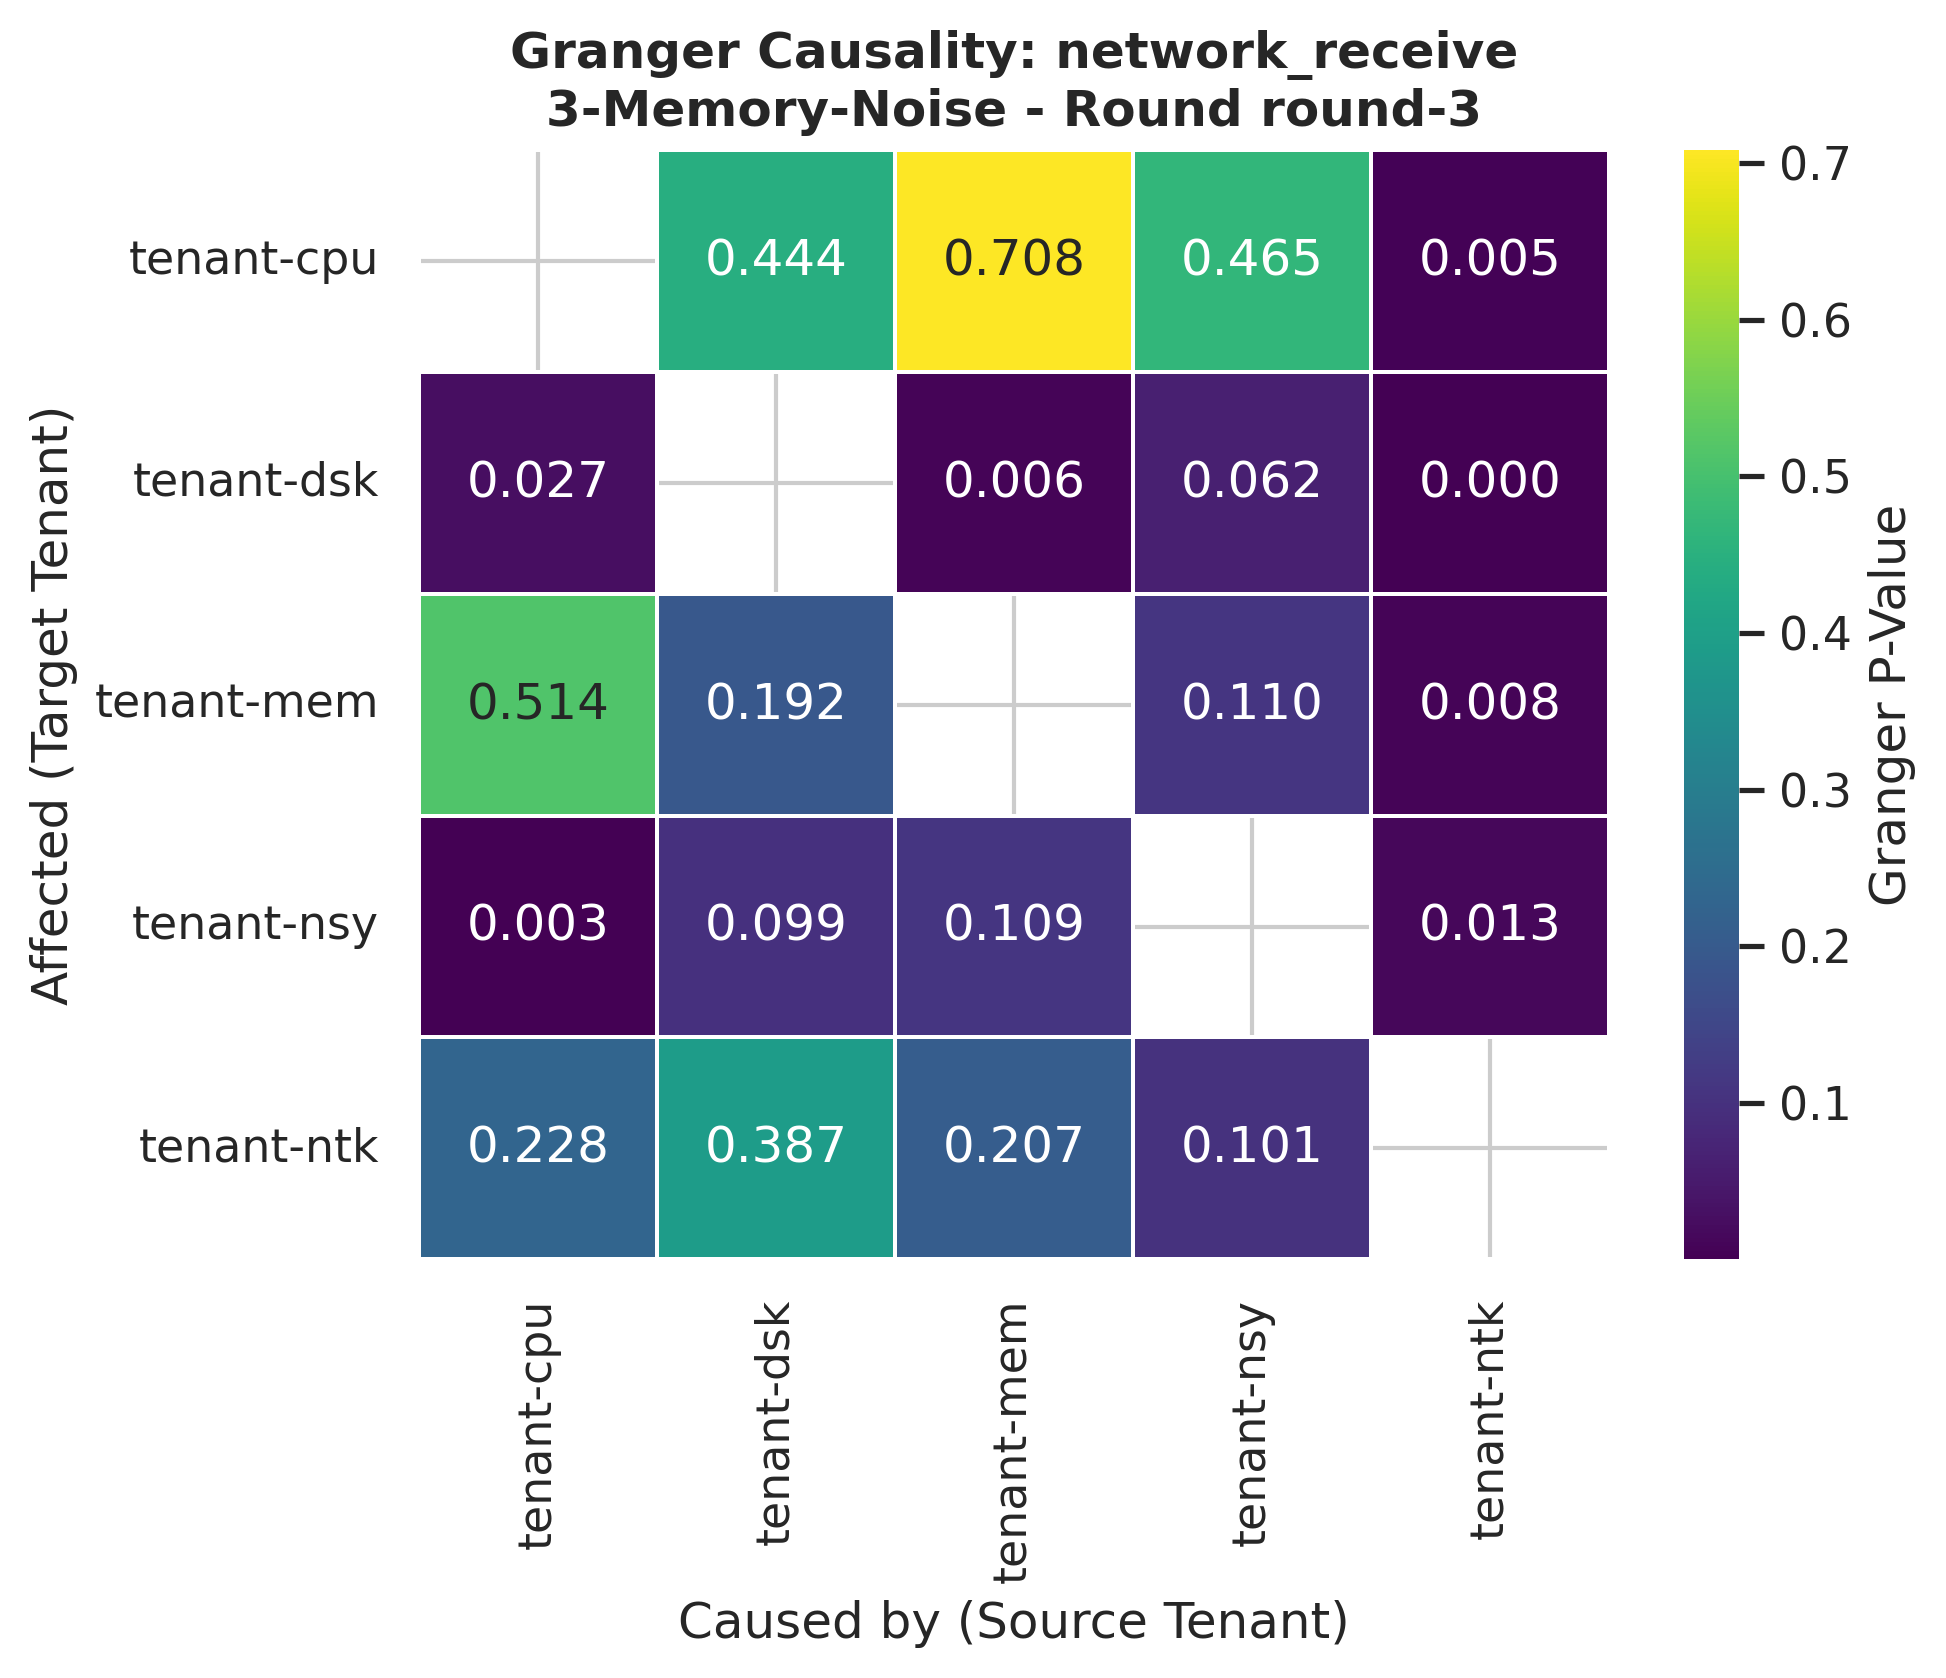 Granger Causality: network_receive
3-Memory-Noise - Round round-3
Affected (Target Tenant)
tenant-cpu
0.444
0.708
0.465
0.005
tenant-dsk
0.027
0.006
0.062
0.000
tenant-mem
0.514
0.192
0.110
0.008
tenant-nsy
0.003
0.099
0.109
0.013
tenant-ntk
0.228
0.387
0.207
0.101
tenant-cpu
tenant-dsk
tenant-mem
tenant-nsy
tenant-ntk
Caused by (Source Tenant)
0.7
0.6
0.5
0.4
0.3
0.2
0.1
Granger P-Value